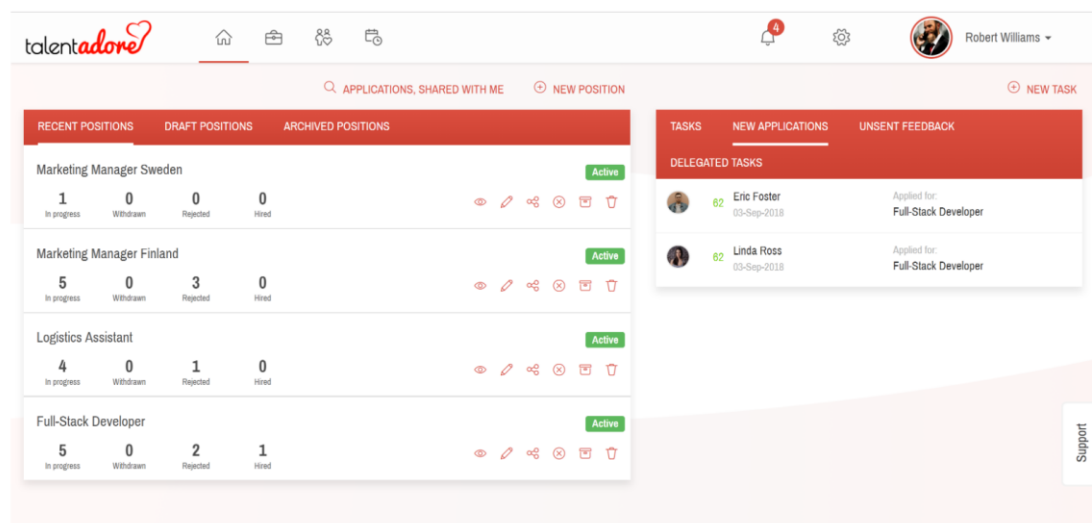 talentadore
4
Robert Williams
APPLICATIONS, SHARED WITH ME
NEW POSITION
NEW TASK
RECENT POSITIONS
DRAFT POSITIONS
ARCHIVED POSITIONS
Marketing Manager Sweden
Active
1 0 0 0
In progress Withdrawn Rejected Hired
Marketing Manager Finland
Active
5 0 3 0
In progress Withdrawn Rejected Hired
Logistics Assistant
Active
4 0 1 0
In progress Withdrawn Rejected Hired
Full-Stack Developer
Active
5 0 2 1
In progress Withdrawn Rejected Hired
TASKS
NEW APPLICATIONS
UNSENT FEEDBACK
DELEGATED TASKS
62 Eric Foster
03-Sep-2018
Applied for:
Full-Stack Developer
62 Linda Ross
03-Sep-2018
Applied for:
Full-Stack Developer
Support